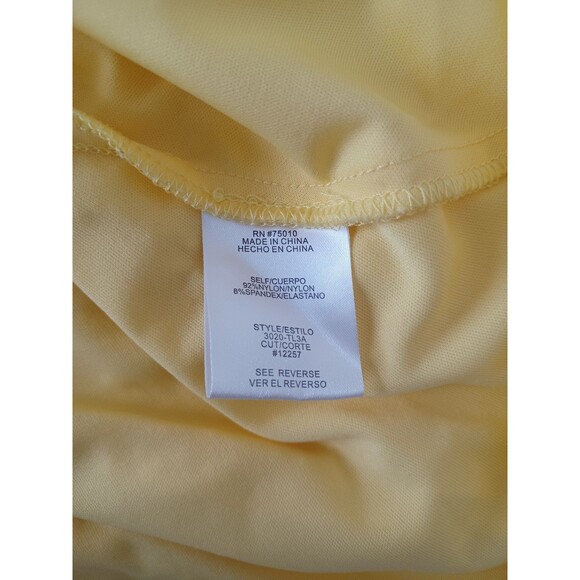 RN #75010
MADE IN CHINA
HECHO EN CHINA
SELF/CUERPO
92%NYLON/NYLON
8%SPANDEX/ELASTANO
STYLE/ESTILO
3020-TL3A
CUT/CORTE
#12257
SEE REVERSE
VER EL REVERSO